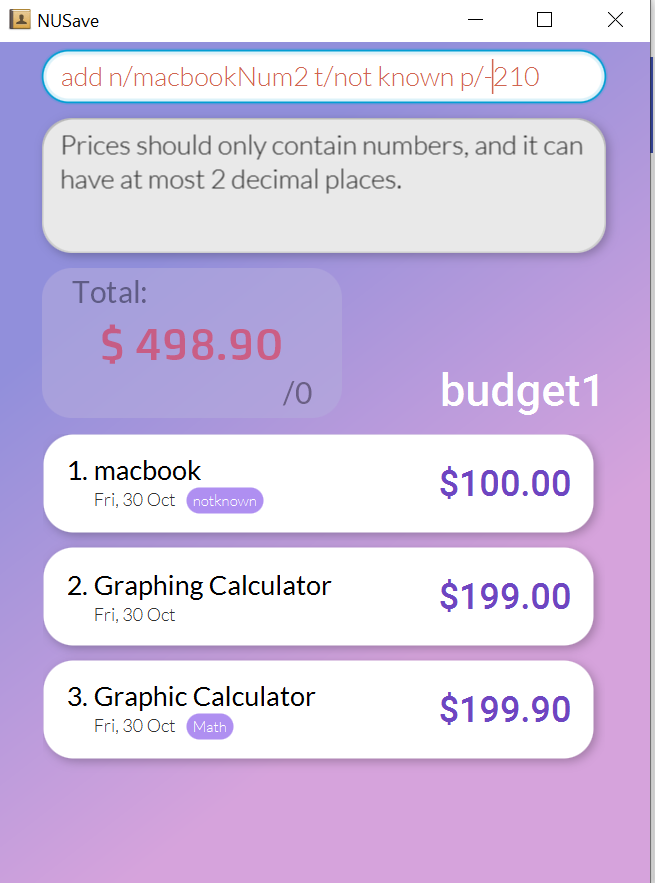 NUSave
add n/macbookNum2 t/not known p/-210
Prices should only contain numbers, and it can
have at most 2 decimal places.
Total:
$ 498.90
/0
budget1
1. macbook
$100.00
Fri, 30 Oct notknown
2. Graphing Calculator
$199.00
Fri, 30 Oct
3. Graphic Calculator
$199.90
Fri, 30 Oct Math